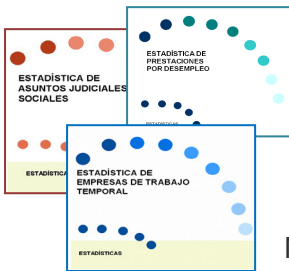 ESTADÍSTICA DE
PRESTACIONES
POR DESEMPLEO
ESTADÍSTICA DE
ASUNTOS JUDICIALES
SOCIALES
ESTADÍSTICA DE
EMPRESAS DE TRABAJO
TEMPORAL
ESTADÍSTICAS